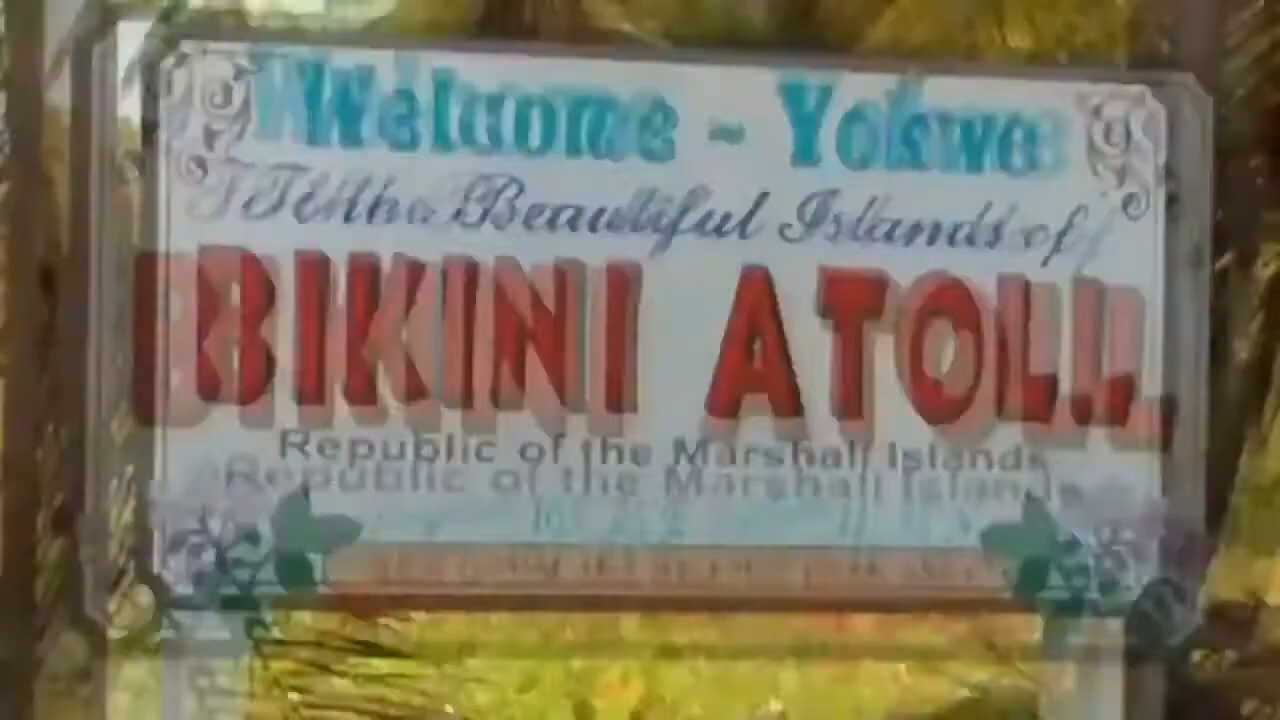 Welcome ~ Yokwe
To the Beautiful Islands of
BIKINI ATOLL
Republic of the Marshall Islands